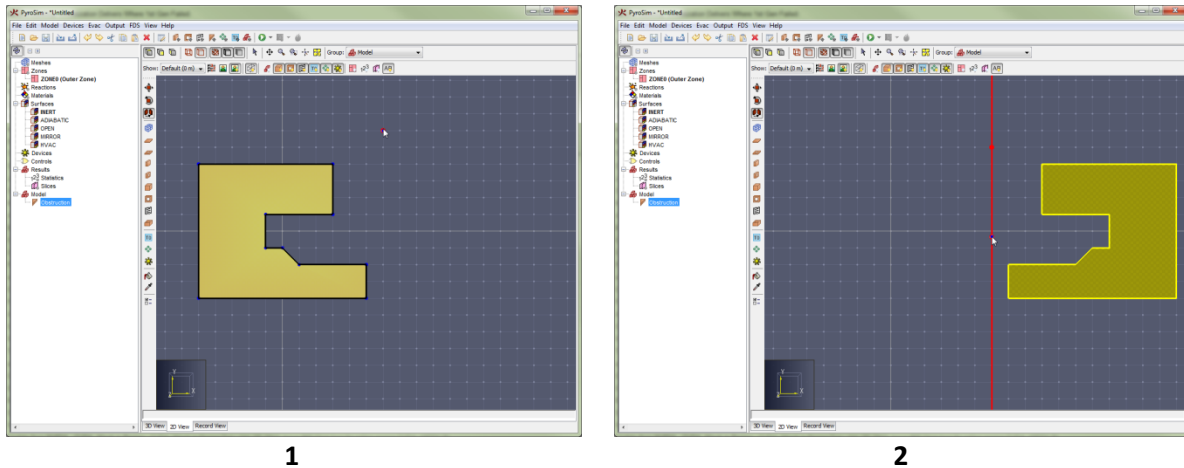 PyroSim - *Untitled
File Edit Model Devices Evac Output FDS View Help
Group: Model
Show: Default (0 m)
Meshes
Zones
ZONE0 (Outer Zone)
Reactions
Materials
Surfaces
INERT
ADIABATIC
OPEN
MIRROR
HVAC
Devices
Controls
Results
Statistics
Slices
Model
Obstruction
Y
X
3D View 2D View Record View
1
PyroSim - *Untitled
File Edit Model Devices Evac Output FDS View Help
Group: Model
Show: Default (0 m)
Meshes
Zones
ZONE0 (Outer Zone)
Reactions
Materials
Surfaces
INERT
ADIABATIC
OPEN
MIRROR
HVAC
Devices
Controls
Results
Statistics
Slices
Model
Obstruction
Y
X
3D View 2D View Record View
2